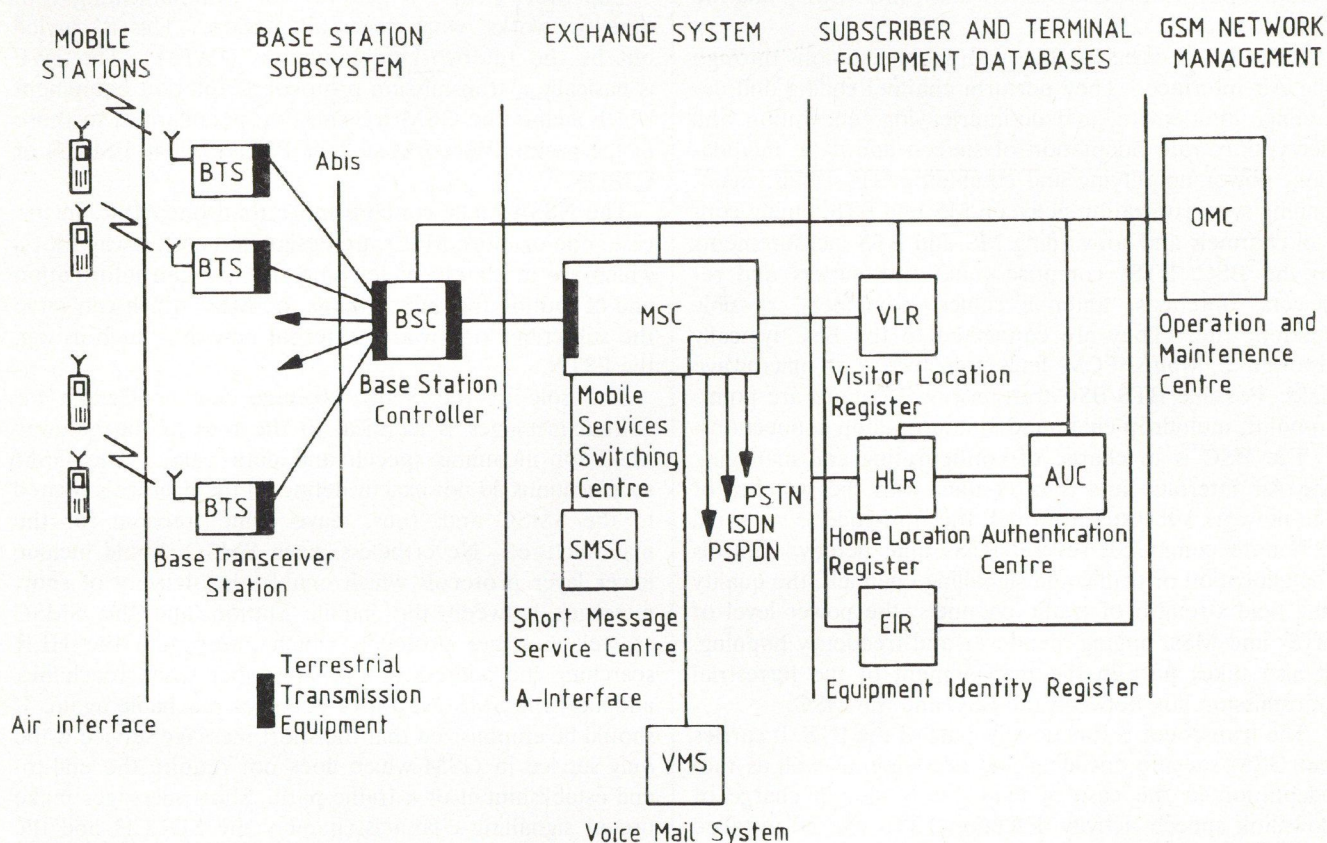 MOBILE
STATIONS
BASE STATION
SUBSYSTEM
EXCHANGE SYSTEM
SUBSCRIBER AND TERMINAL
EQUIPMENT DATABASES
GSM NETWORK
MANAGEMENT
BTS
BTS
BTS
Base Transceiver
Station
Abis
BSC
Base Station
Controller
MSC
Mobile
Services
Switching
Centre
SMSC
Short Message
Service Centre
PSTN
ISDN
PSPDN
VMS
Voice Mail System
VLR
Visitor Location
Register
HLR
Home Location
Register
AUC
Authentication
Centre
EIR
Equipment Identity Register
OMC
Operation and
Maintenence
Centre
Air interface
Terrestrial
Transmission
Equipment
A-Interface